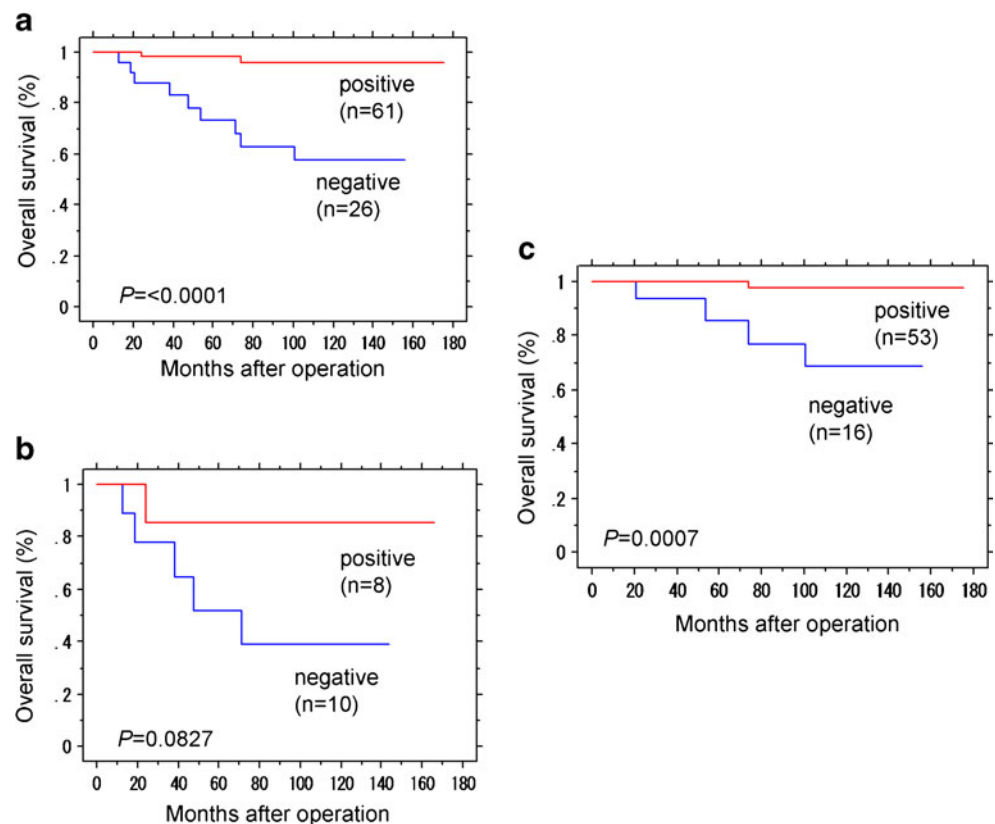 a
Overall survival (%)
1
.8
.6
.4
.2
0
positive
(n=61)
negative
(n=26)
P=<0.0001
0 20 40 60 80 100 120 140 160 180
Months after operation
b
Overall survival (%)
1
.8
.6
.4
.2
0
positive
(n=8)
negative
(n=10)
P=0.0827
0 20 40 60 80 100 120 140 160 180
Months after operation
c
Overall survival (%)
1
.8
.6
.4
.2
0
positive
(n=53)
negative
(n=16)
P=0.0007
0 20 40 60 80 100 120 140 160 180
Months after operation